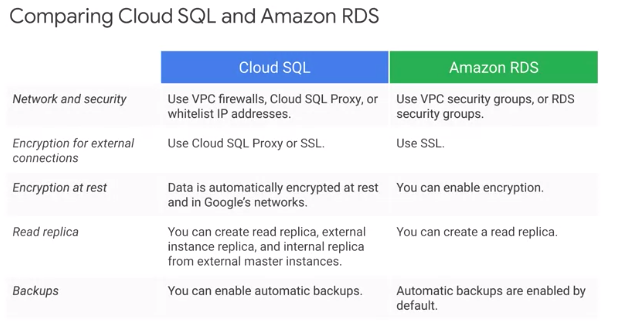 Comparing Cloud SQL and Amazon RDS
Cloud SQL
Amazon RDS
Network and security
Use VPC firewalls, Cloud SQL Proxy, or
whitelist IP addresses.
Use VPC security groups, or RDS
security groups.
Encryption for external
connections
Use Cloud SQL Proxy or SSL.
Use SSL.
Encryption at rest
Data is automatically encrypted at rest
and in Google's networks.
You can enable encryption.
Read replica
You can create read replica, external
instance replica, and internal replica
from external master instances.
You can create a read replica.
Backups
You can enable automatic backups.
Automatic backups are enabled by
default.